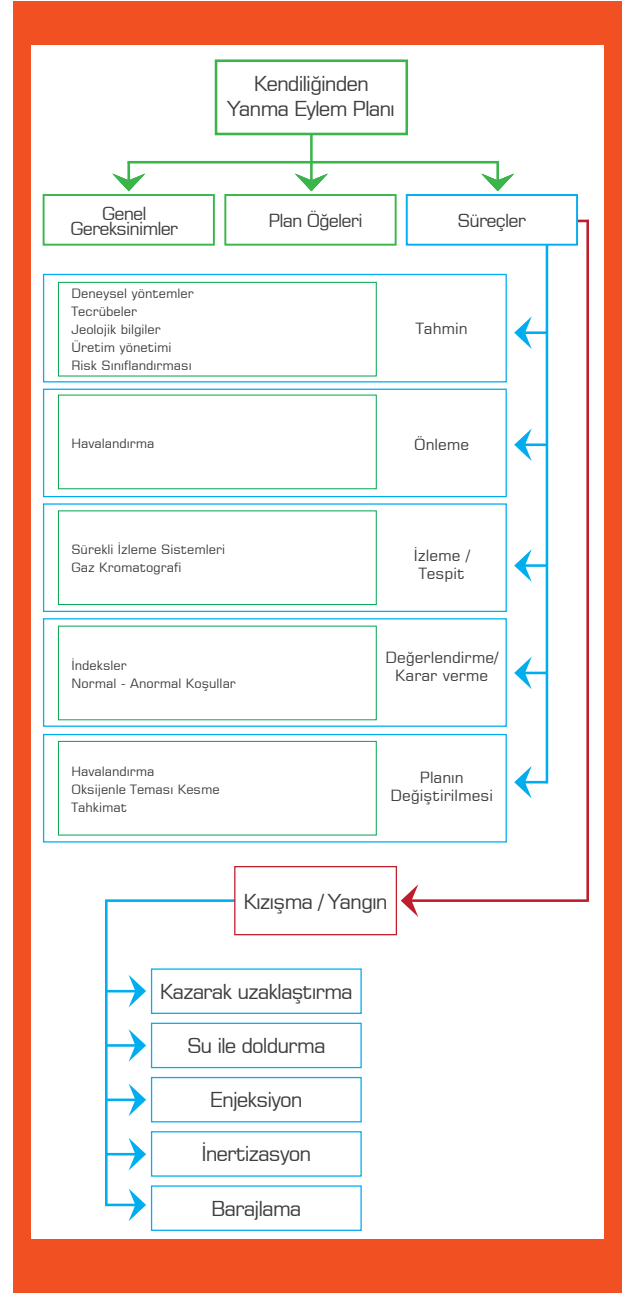 Kendiliğinden
Yanma Eylem Planı
Genel
Gereksinimler
Plan Öğeleri
Süreçler
Deneysel yöntemler
Tecrübeler
Jeolojik bilgiler
Üretim yönetimi
Risk Sınıflandırması
Tahmin
Havalandırma
Önleme
Sürekli İzleme Sistemleri
Gaz Kromatografi
İzleme /
Tespit
İndeksler
Normal - Anormal Koşullar
Değerlendirme/
Karar verme
Havalandırma
Oksijenle Teması Kesme
Tahkimat
Planın
Değiştirilmesi
Kızışma / Yangın
Kazarak uzaklaştırma
Su ile doldurma
Enjeksiyon
İnertizasyon
Barajlama